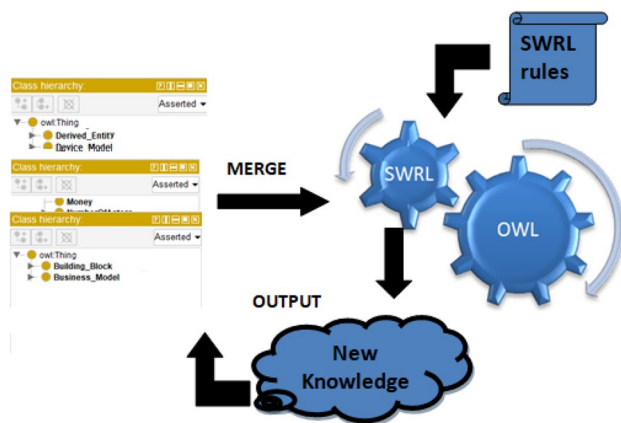 SWRL
rules
Class hierarchy:
Asserted
owl:Thing
Derived_Entity
Device_Model
Class hierarchy:
Asserted
Money
Class hierarchy:
Asserted
owl:Thing
Building_Block
Business_Model
MERGE
SWRL
OWL
OUTPUT
New
Knowledge